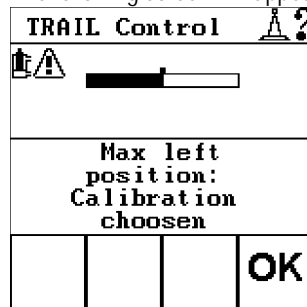 TRAIL Control ?
Max left
position:
Calibration
choosen
OK